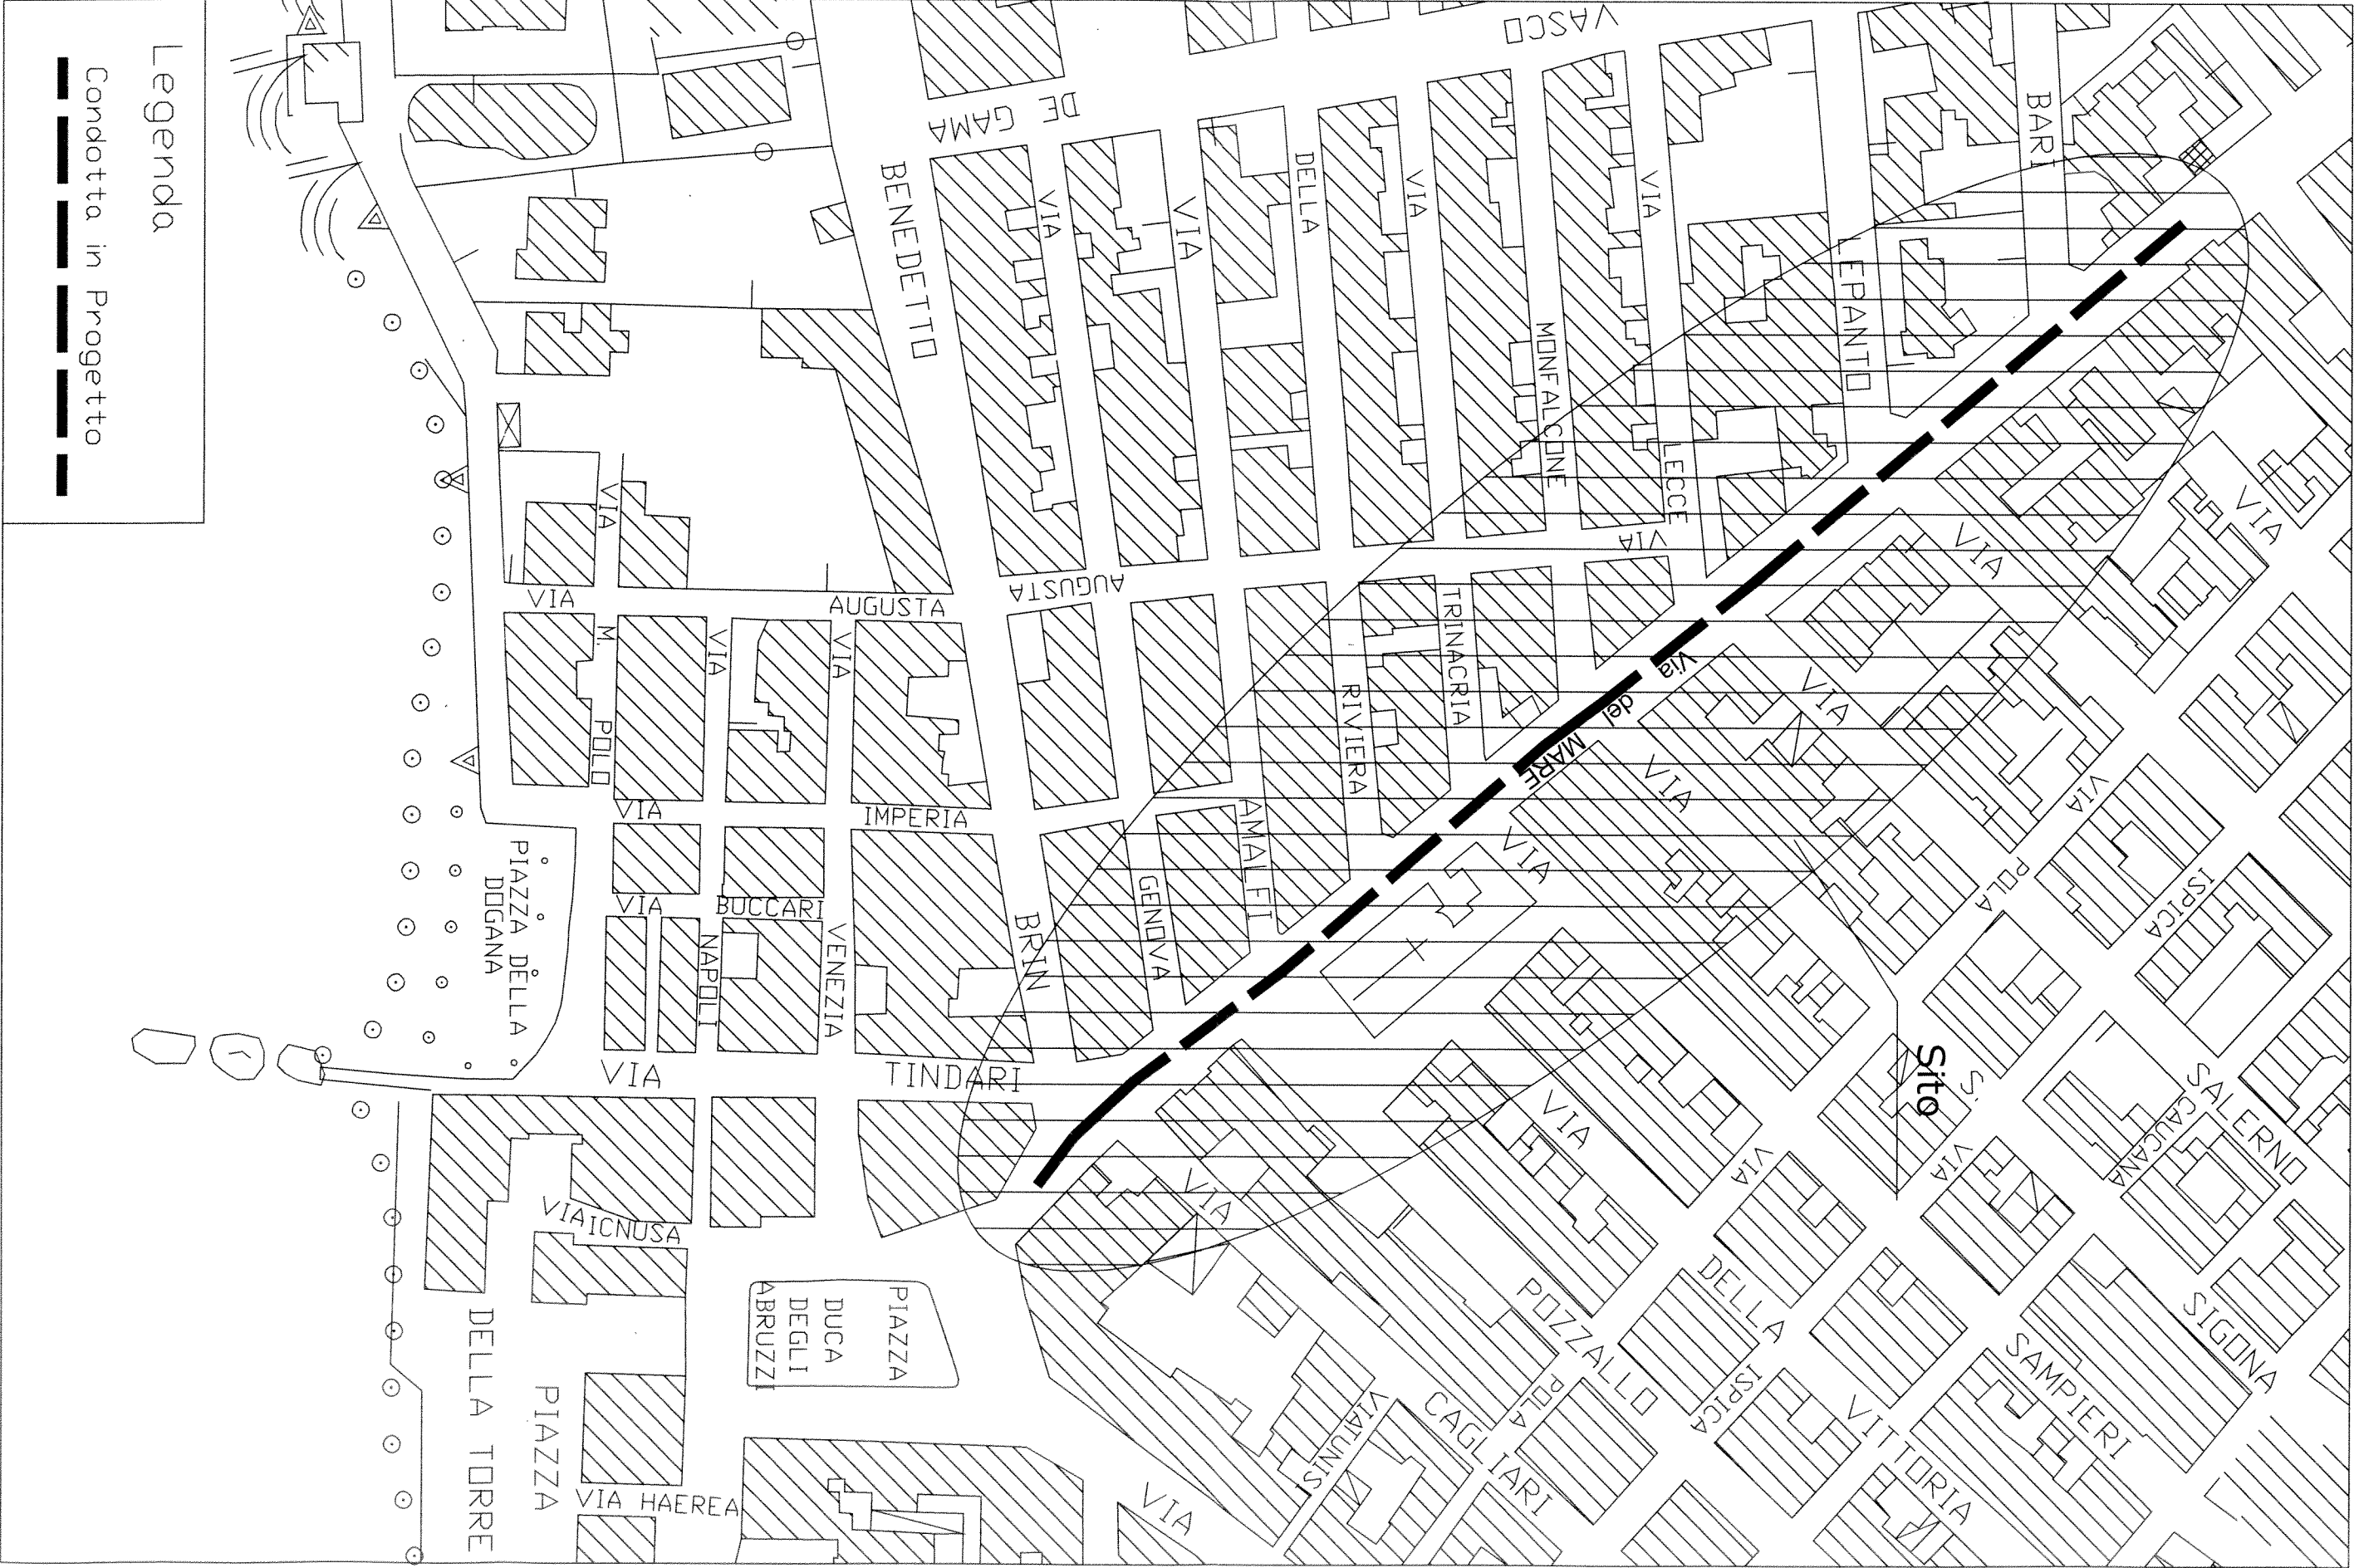 Legenda
Condotta in Progetto
VASCO
DE GAMA
BARI
BENEDETTO
VIA
VIA
DELLA
VIA
VIA
LEPANTO
MONFALCONE
LECCE
VIA
VIA
VIA
VIA
VIA
AUGUSTA
AUGUSTA
TRINACRIA
M.
POLO
VIA
VIA
RIVIERA
Via
del
MARE
VIA
VIA
VIA
VIA
VIA
IMPERIA
AMALFI
POLA
ISPICA
PIAZZA DELLA
DOGANA
VIA
BUCCARI
NAPOLI
VENEZIA
BRIN
GENOVA
Sito
S.
SALERNO
CAUCANA
VIA
TINDARI
VIA
VIA
VIA
VIA
VIA ICNUSA
PIAZZA
DUCA
DEGLI
ABRUZZI
POZZALLO
DELLA
ISPICA
SIGONA
SAMPIERI
DELLA TORRE
PIAZZA
VIA TUNISI
CAGLIARI
POLA
VITTORIA
VIA HAEREA
VIA